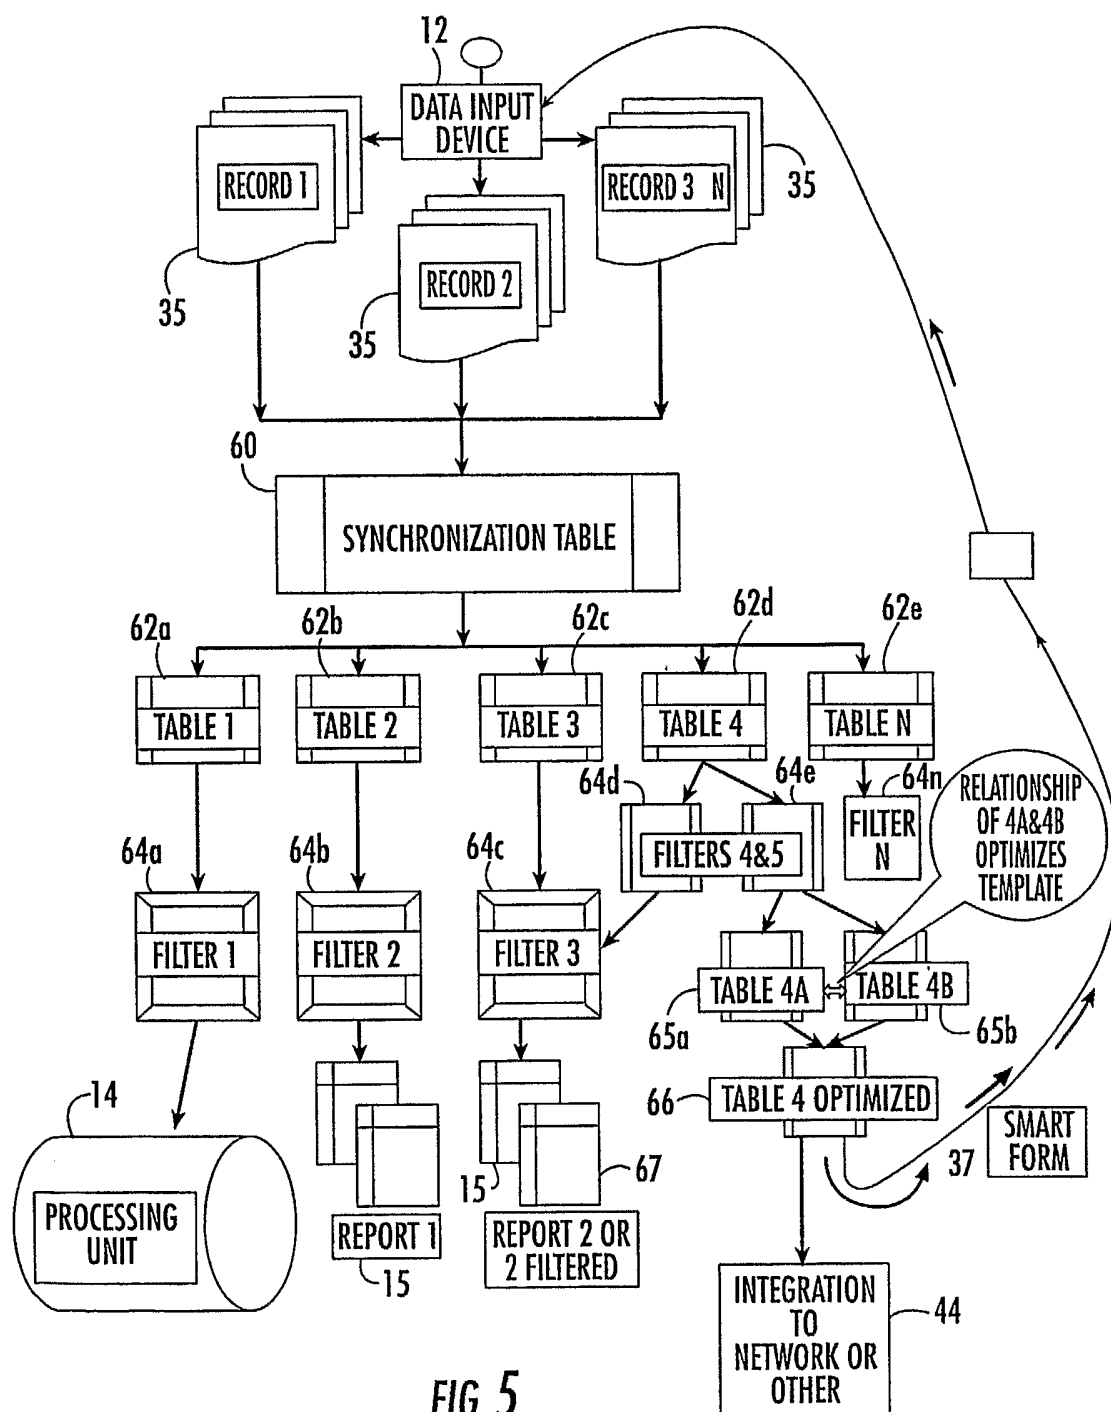 12
DATA INPUT
DEVICE
RECORD 1
RECORD 3 N
35
RECORD 2
35
35
60
SYNCHRONIZATION TABLE
62a
62b
62c
62d
62e
TABLE 1
TABLE 2
TABLE 3
TABLE 4
TABLE N
64d
64e
64n
RELATIONSHIP
OF 4A&4B
OPTIMIZES
TEMPLATE
FILTERS 4&5
FILTER
N
64a
64b
64c
FILTER 1
FILTER 2
FILTER 3
TABLE 4A
TABLE 4B
65a
65b
66
TABLE 4 OPTIMIZED
14
37
SMART
FORM
15
67
PROCESSING
UNIT
REPORT 1
15
REPORT 2 OR
2 FILTERED
INTEGRATION
TO
NETWORK OR
OTHER
44
FIG. 5